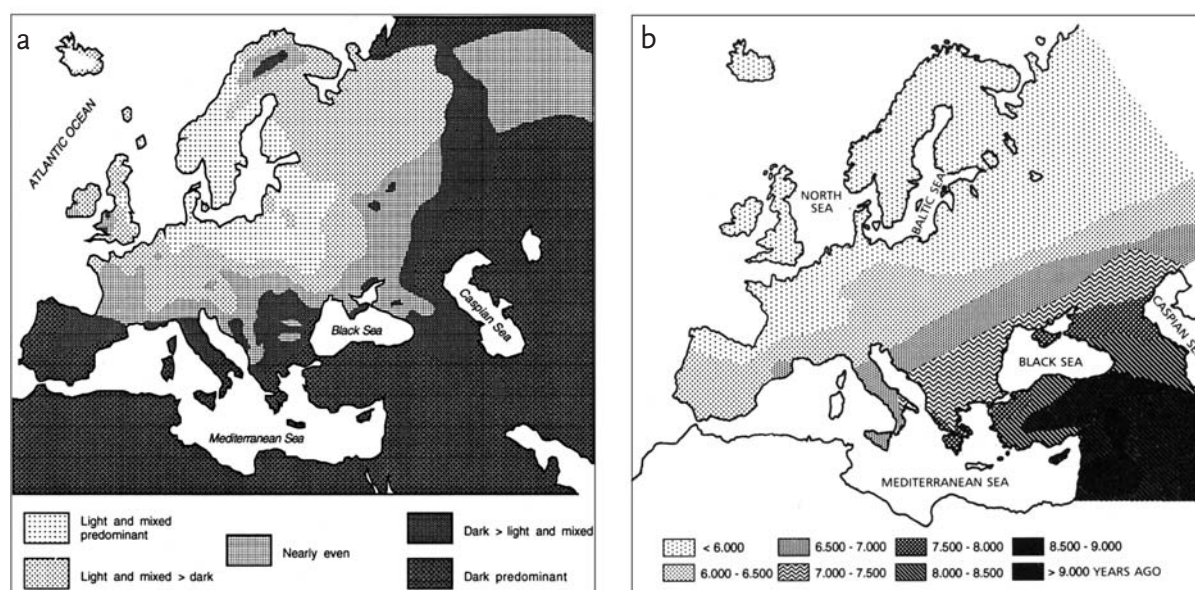 a
ATLANTIC OCEAN
Black Sea
Caspian Sea
Mediterranean Sea
Light and mixed
predominant
Light and mixed > dark
Nearly even
Dark > light and mixed
Dark predominant
b
NORTH
SEA
BALTIC SEA
BLACK SEA
CASPIAN SE
MEDITERRANEAN SEA
< 6.000
6.000 - 6.500
6.500 - 7.000
7.000 - 7.500
7.500 - 8.000
8.000 - 8.500
8.500 - 9.000
> 9.000 YEARS AGO